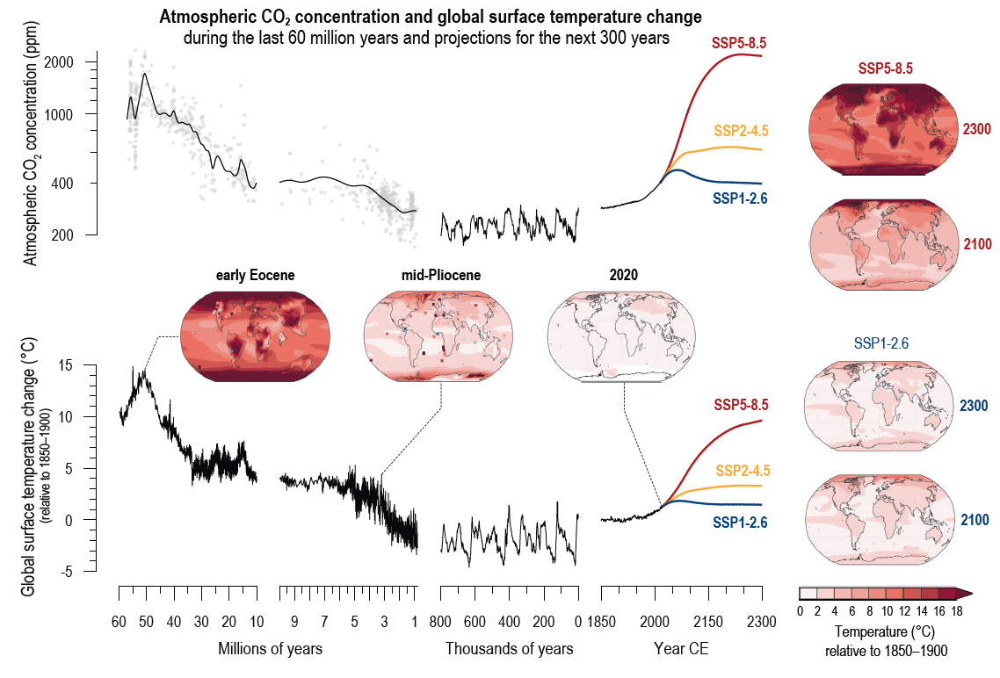 Atmospheric CO₂ concentration and global surface temperature change
during the last 60 million years and projections for the next 300 years
Atmospheric CO₂ concentration (ppm)
2000
1000
400
200
SSP5-8.5
SSP2-4.5
SSP1-2.6
SSP5-8.5
2300
2100
early Eocene
mid-Pliocene
2020
Global surface temperature change (°C)
(relative to 1850–1900)
15
10
5
0
-5
SSP5-8.5
SSP2-4.5
SSP1-2.6
SSP1-2.6
2300
2100
60 50 40 30 20 10
9 7 5 3 1
800 600 400 200 0
1850 2000 2150 2300
Millions of years
Thousands of years
Year CE
0 2 4 6 8 10 12 14 16 18
Temperature (°C)
relative to 1850–1900